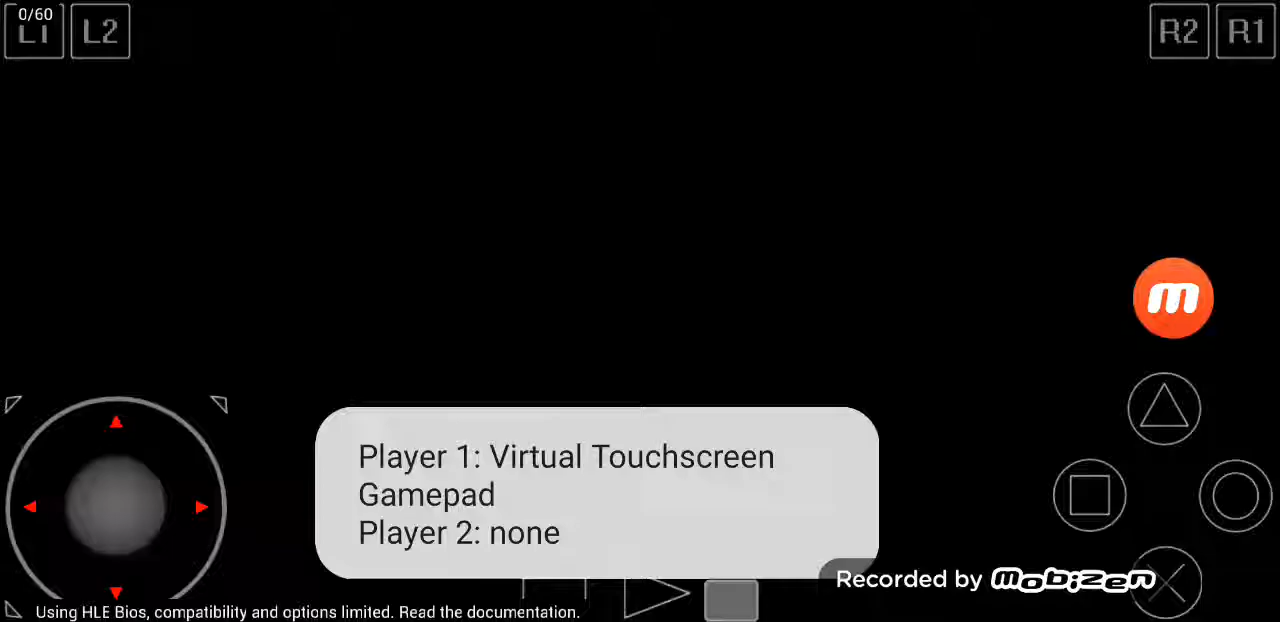 0/60
L1 L2 R2 R1
m
Player 1: Virtual Touchscreen
Gamepad
Player 2: none
Recorded by mobizen
Using HLE Bios, compatibility and options limited. Read the documentation.